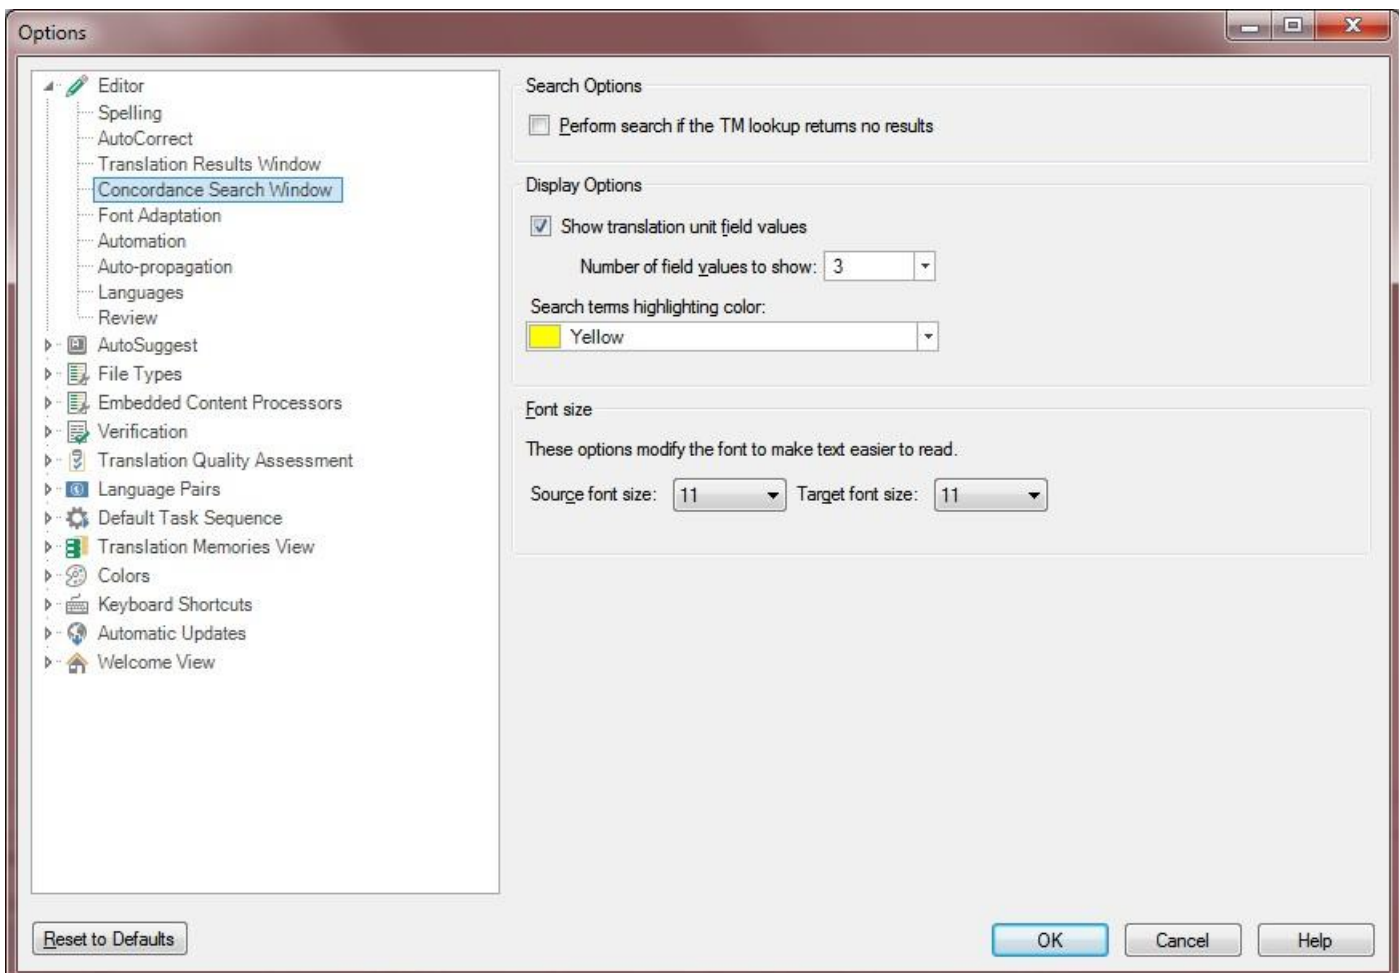 Options
Editor
Spelling
AutoCorrect
Translation Results Window
Concordance Search Window
Font Adaptation
Automation
Auto-propagation
Languages
Review
AutoSuggest
File Types
Embedded Content Processors
Verification
Translation Quality Assessment
Language Pairs
Default Task Sequence
Translation Memories View
Colors
Keyboard Shortcuts
Automatic Updates
Welcome View
Search Options
Perform search if the TM lookup returns no results
Display Options
Show translation unit field values
Number of field values to show: 3
Search terms highlighting color:
Yellow
Font size
These options modify the font to make text easier to read.
Source font size: 11 Target font size: 11
Reset to Defaults
OK Cancel Help